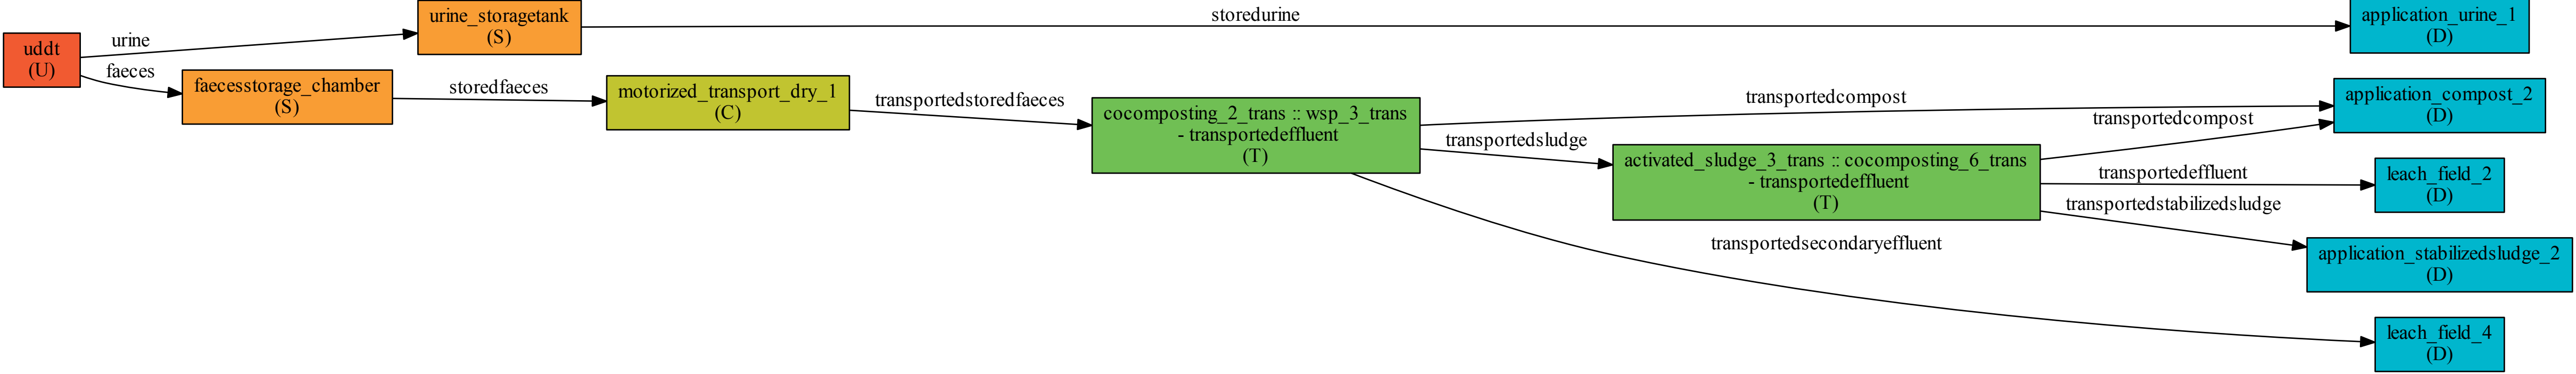 uddt
(U)
urine
faeces
urine_storagetank
(S)
faecesstorage_chamber
(S)
storedurine
storedfaeces
motorized_transport_dry_1
(C)
transportedstoredfaeces
cocomposting_2_trans :: wsp_3_trans
- transportedeffluent
(T)
transportedcompost
transportedsludge
transportedsecondaryeffluent
activated_sludge_3_trans :: cocomposting_6_trans
- transportedeffluent
(T)
transportedcompost
transportedeffluent
transportedstabilizedsludge
application_urine_1
(D)
application_compost_2
(D)
leach_field_2
(D)
application_stabilizedsludge_2
(D)
leach_field_4
(D)